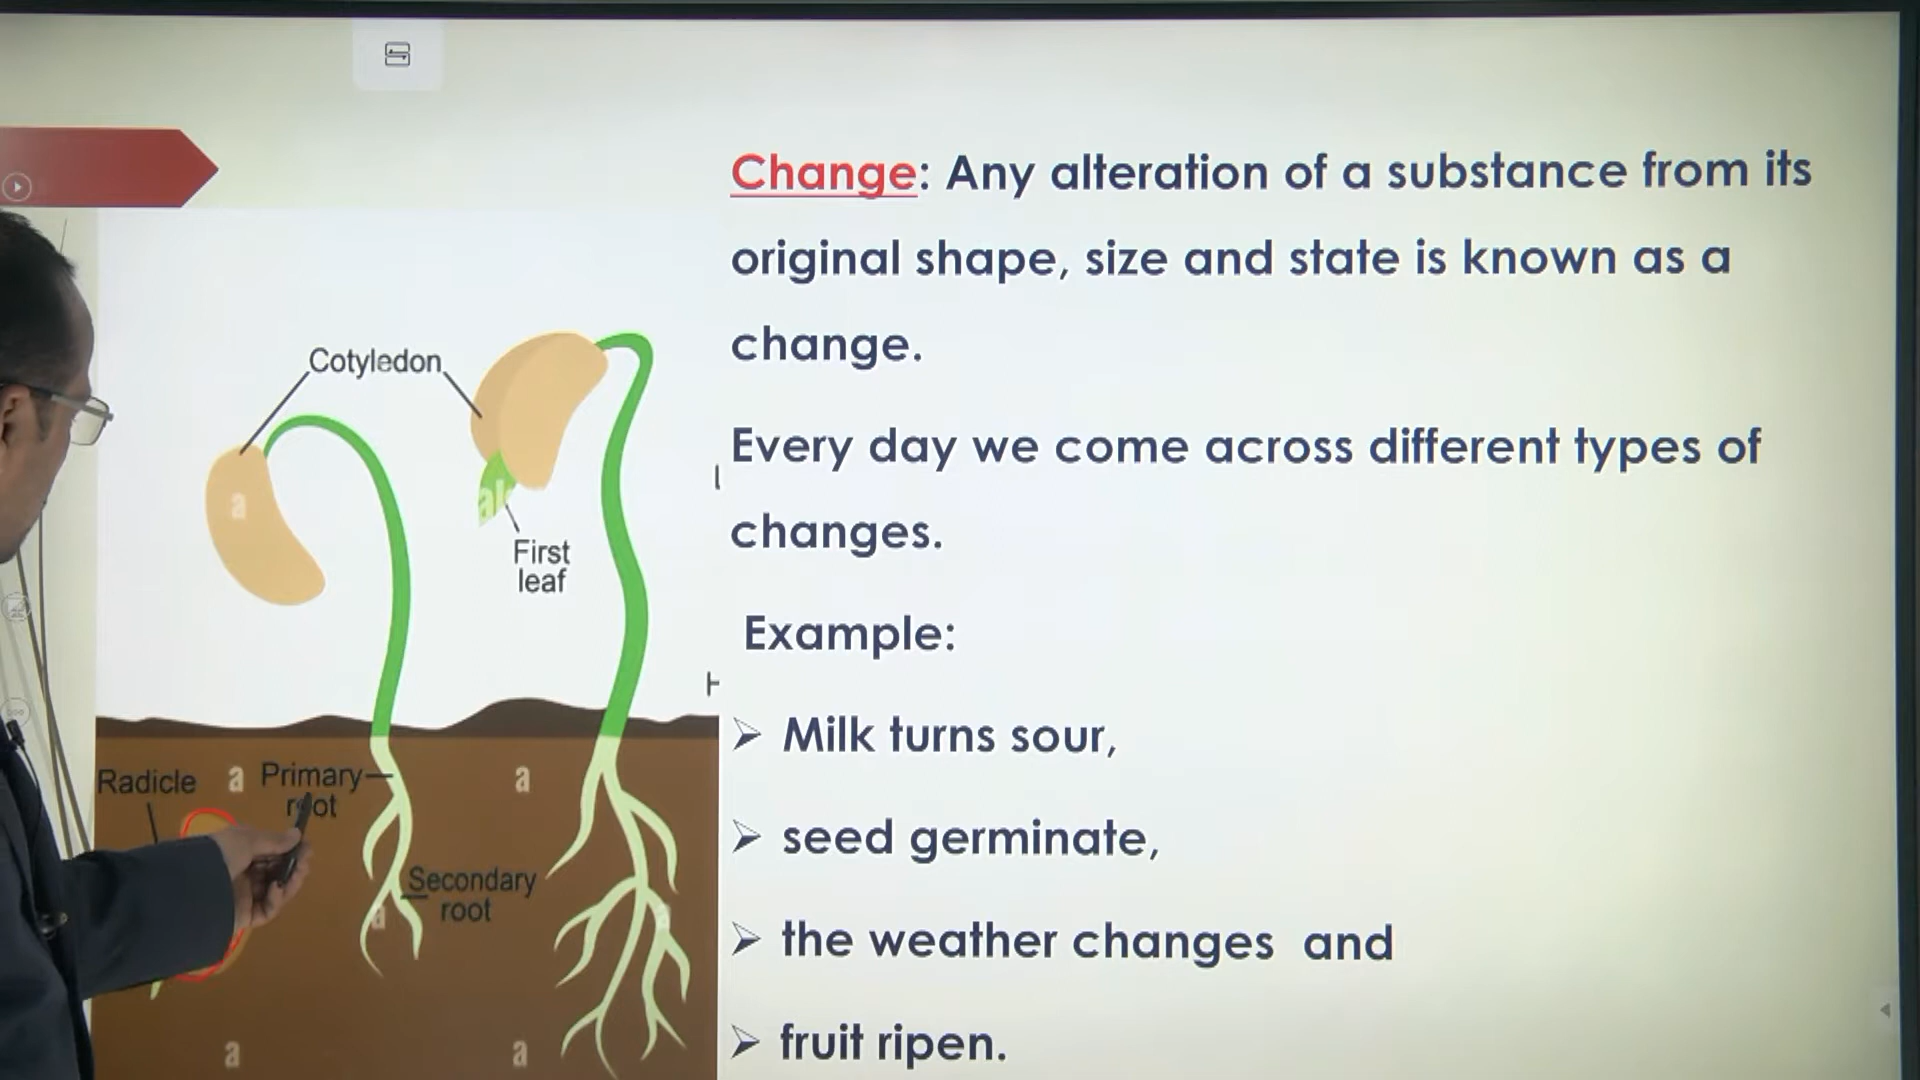 Change: Any alteration of a substance from its
original shape, size and state is known as a
change.
Every day we come across different types of
changes.
Example:
➢ Milk turns sour,
➢ seed germinate,
➢ the weather changes and
➢ fruit ripen.
Cotyledon
First
leaf
Radicle
Primary
root
Secondary
root
a
al
a
a
a
a
a
a